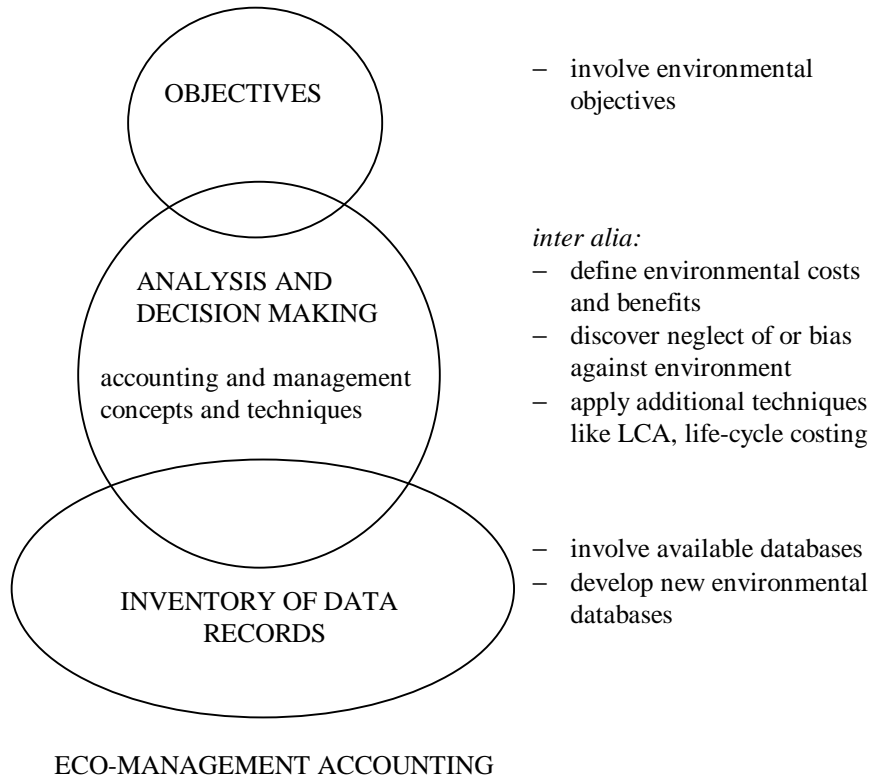 OBJECTIVES
– involve environmental
objectives
ANALYSIS AND
DECISION MAKING
accounting and management
concepts and techniques
inter alia:
– define environmental costs
and benefits
– discover neglect of or bias
against environment
– apply additional techniques
like LCA, life-cycle costing
INVENTORY OF DATA
RECORDS
– involve available databases
– develop new environmental
databases
ECO-MANAGEMENT ACCOUNTING